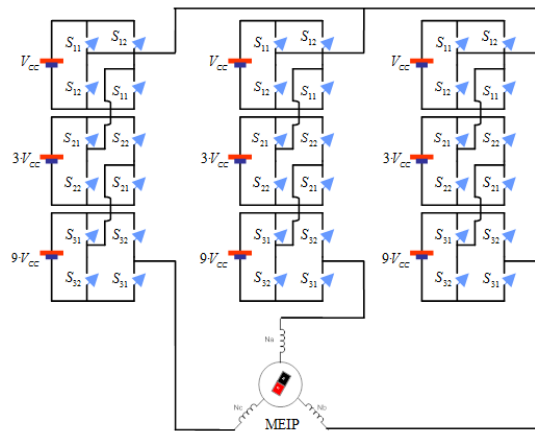 S11 S12 S11 S12 S11 S12
VCC VCC VCC
S12 S11 S12 S11 S12 S11
S21 S22 S21 S22 S21 S22
3·VCC 3·VCC 3·VCC
S22 S21 S22 S21 S22 S21
S31 S32 S31 S32 S31 S32
9·VCC 9·VCC 9·VCC
S32 S31 S32 S31 S32 S31
Na
Nc Nb
MEIP